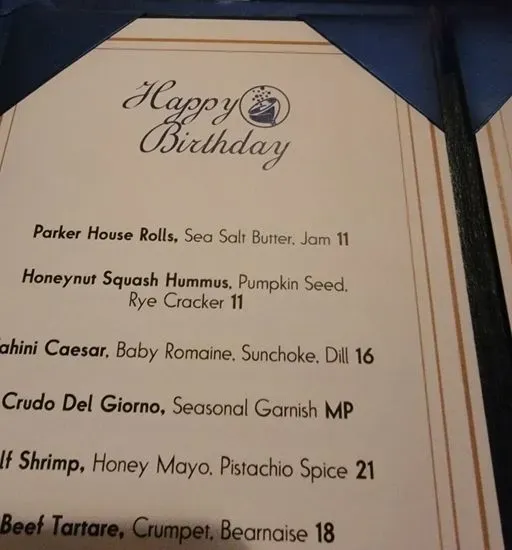 Happy
Birthday
Parker House Rolls, Sea Salt Butter, Jam 11
Honeynut Squash Hummus, Pumpkin Seed,
Rye Cracker 11
ahini Caesar, Baby Romaine, Sunchoke, Dill 16
Crudo Del Giorno, Seasonal Garnish MP
lf Shrimp, Honey Mayo, Pistachio Spice 21
Beef Tartare, Crumpet, Bearnaise 18